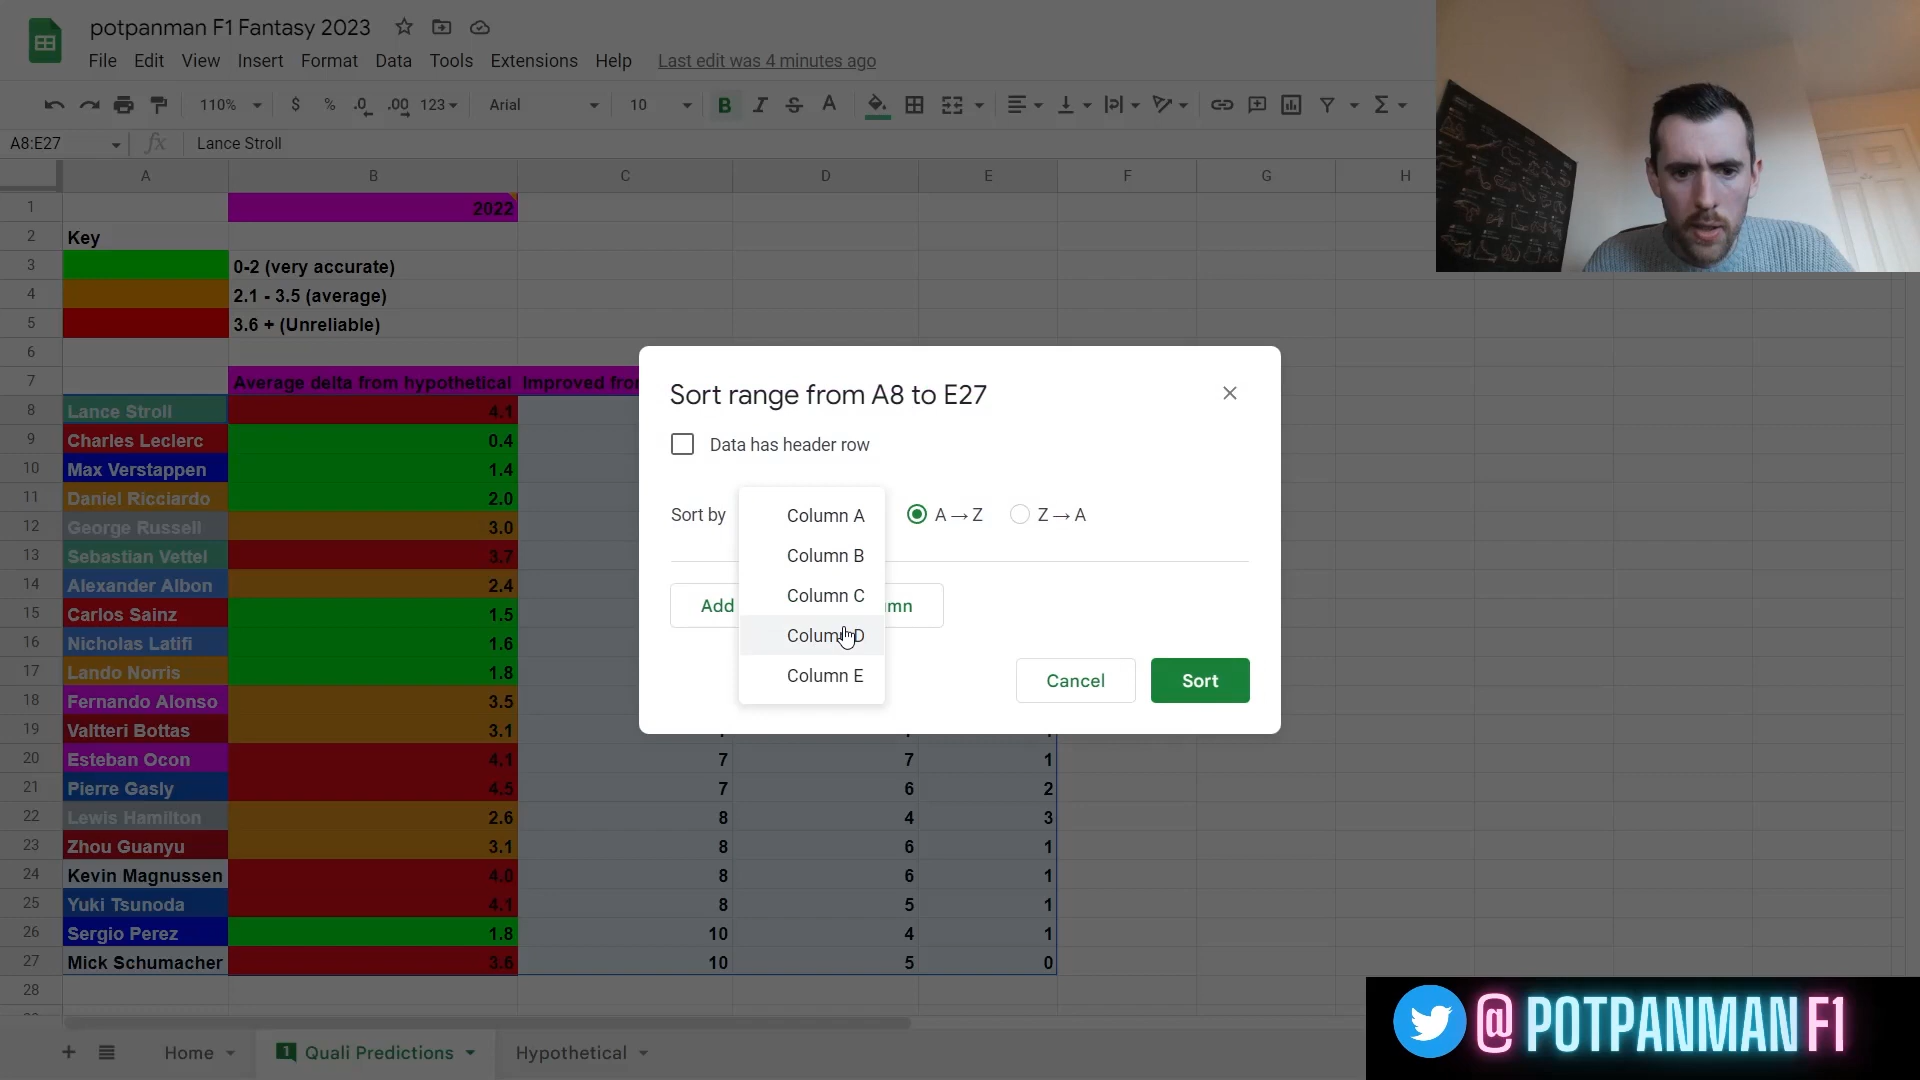 potpanman F1 Fantasy 2023
File Edit View Insert Format Data Tools Extensions Help Last edit was 4 minutes ago
110% $ % .0 .00 123 Arial 10 B I S A
A8:E27 fx Lance Stroll
A B C D E F G H
1 2022
2 Key
3 0-2 (very accurate)
4 2.1 - 3.5 (average)
5 3.6 + (Unreliable)
6
7 Average delta from hypothetical Improved from
8 Lance Stroll 4.1
9 Charles Leclerc 0.4
10 Max Verstappen 1.4
11 Daniel Ricciardo 2.0
12 George Russell 3.0
13 Sebastian Vettel 3.7
14 Alexander Albon 2.4
15 Carlos Sainz 1.5
16 Nicholas Latifi 1.6
17 Lando Norris 1.8
18 Fernando Alonso 3.5
19 Valtteri Bottas 3.1
20 Esteban Ocon 4.1 7 7 1
21 Pierre Gasly 4.5 7 6 2
22 Lewis Hamilton 2.6 8 4 3
23 Zhou Guanyu 3.1 8 6 1
24 Kevin Magnussen 4.0 8 6 1
25 Yuki Tsunoda 4.1 8 5 1
26 Sergio Perez 1.8 10 4 1
27 Mick Schumacher 3.6 10 5 0
28
Sort range from A8 to E27
Data has header row
Sort by A → Z Z → A
Column A
Column B
Column C
Column D
Column E
Add mn
Cancel Sort
Home 1 Quali Predictions Hypothetical
@POTPANMAN F1